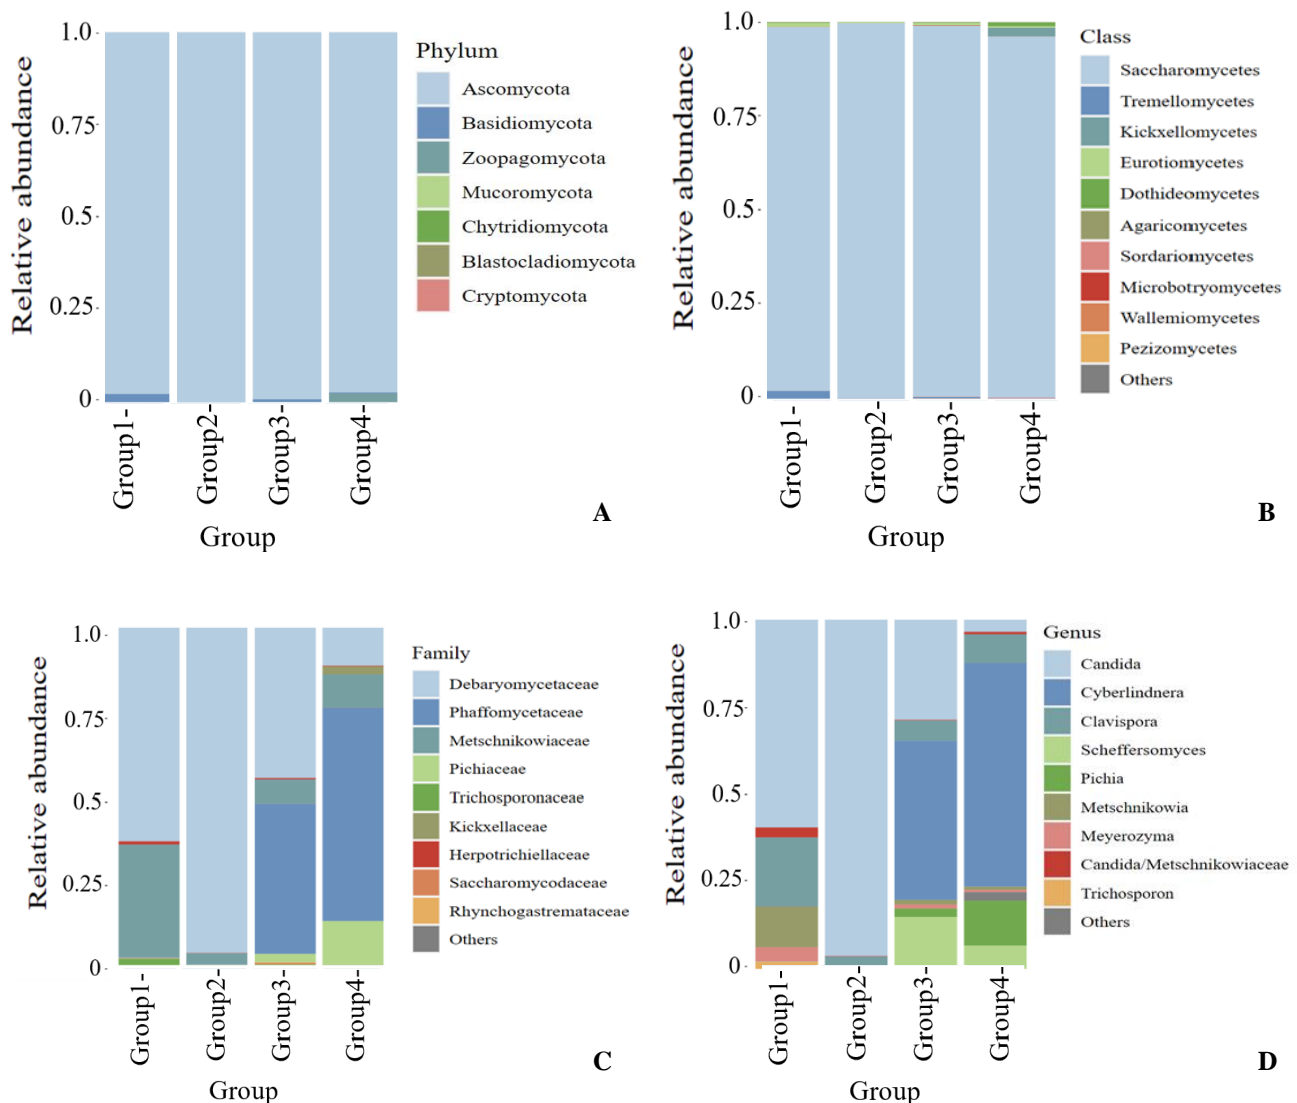 Relative abundance
1.0
0.75
0.5
0.25
0
Group1
Group2
Group3
Group4
Group
Phylum
Ascomycota
Basidiomycota
Zoopagomycota
Mucoromycota
Chytridiomycota
Blastocladiomycota
Cryptomycota
A
Relative abundance
1.0
0.75
0.5
0.25
0
Group1
Group2
Group3
Group4
Group
Class
Saccharomycetes
Tremellomycetes
Kickxellomycetes
Eurotiomycetes
Dothideomycetes
Agaricomycetes
Sordariomycetes
Microbotryomycetes
Wallemiomycetes
Pezizomycetes
Others
B
Relative abundance
1.0
0.75
0.5
0.25
0
Group1
Group2
Group3
Group4
Group
Family
Debaryomycetaceae
Phaffomycetaceae
Metschnikowiaceae
Pichiaceae
Trichosporonaceae
Kickxellaceae
Herpotrichiellaceae
Saccharomycodaceae
Rhynchogastremataceae
Others
C
Relative abundance
1.0
0.75
0.5
0.25
0
Group1
Group2
Group3
Group4
Group
Genus
Candida
Cyberlindnera
Clavispora
Scheffersomyces
Pichia
Metschnikowia
Meyerozyma
Candida/Metschnikowiaceae
Trichosporon
Others
D